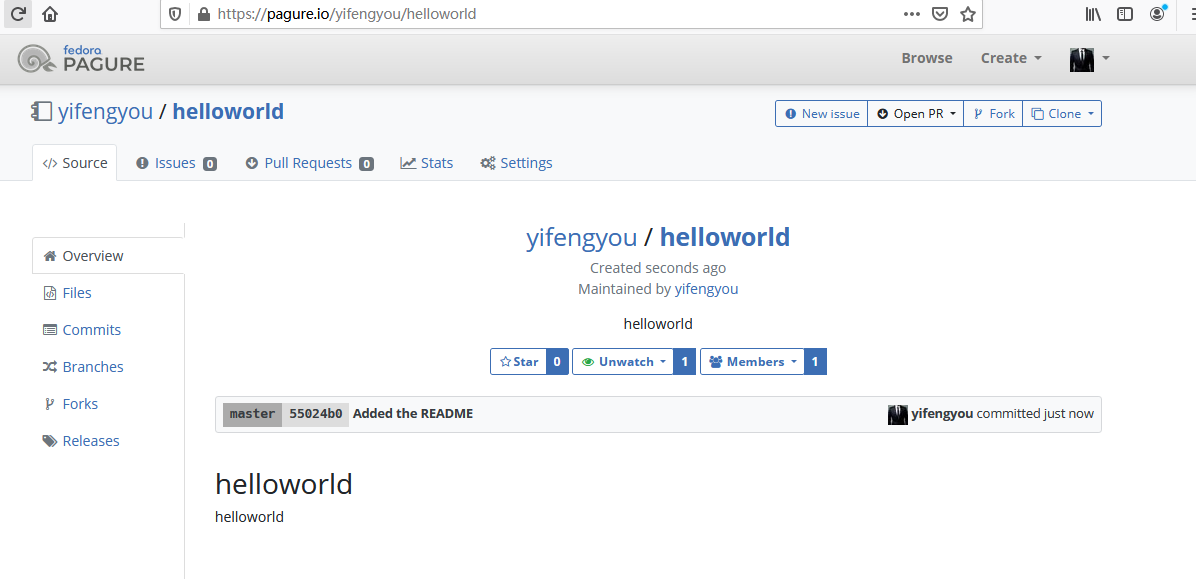 https://pagure.io/yifengyou/helloworld
fedora
PAGURE
Browse
Create
yifengyou / helloworld
New issue
Open PR
Fork
Clone
Source
Issues 0
Pull Requests 0
Stats
Settings
yifengyou / helloworld
Created seconds ago
Maintained by yifengyou
helloworld
Star 0
Unwatch 1
Members 1
Overview
Files
Commits
Branches
Forks
Releases
master 55024b0 Added the README
yifengyou committed just now
helloworld
helloworld